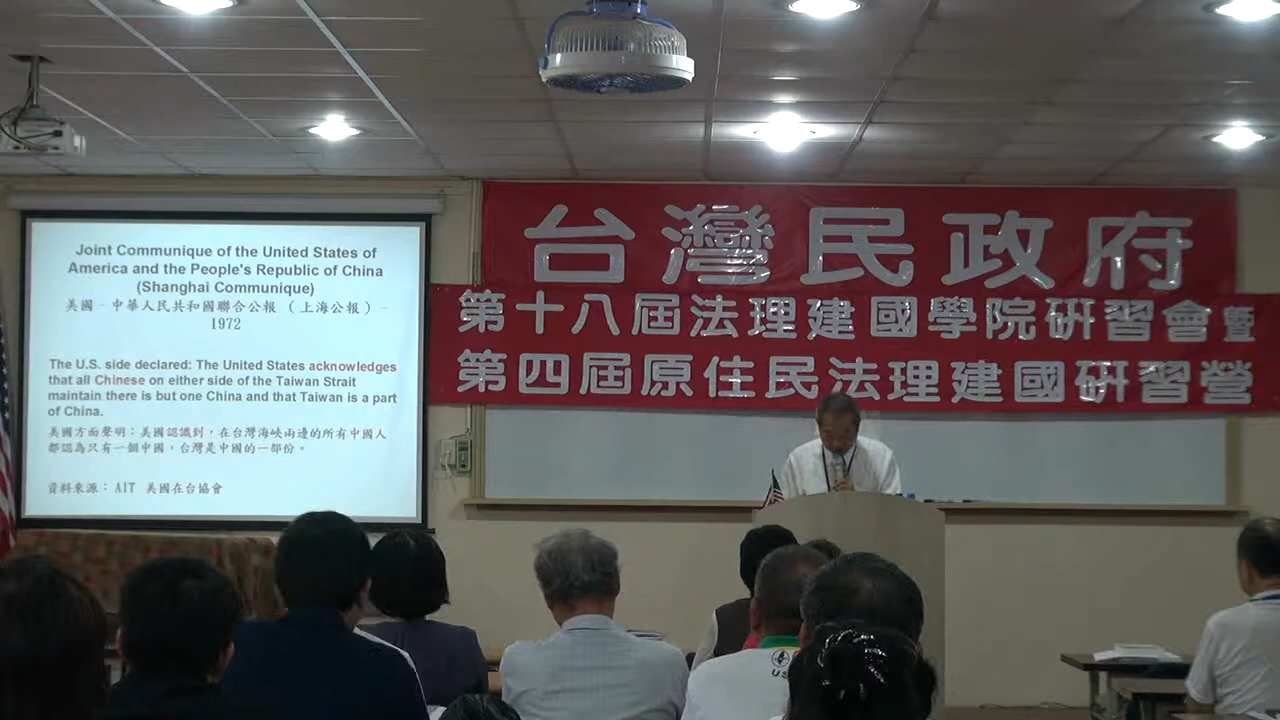 Joint Communique of the United States of
America and the People's Republic of China
(Shanghai Communique)
美國－中華人民共和國聯合公報 （上海公報）－
1972
The U.S. side declared: The United States acknowledges
that all Chinese on either side of the Taiwan Strait
maintain there is but one China and that Taiwan is a part
of China.
美國方面聲明：美國認識到，在台灣海峽兩邊的所有中國人
都認為只有一個中國，台灣是中國的一部份。
資料來源： AIT 美國在台協會
台灣民政府
第十八屆法理建國學院研習會暨
第四屆原住民法理建國研習營
US